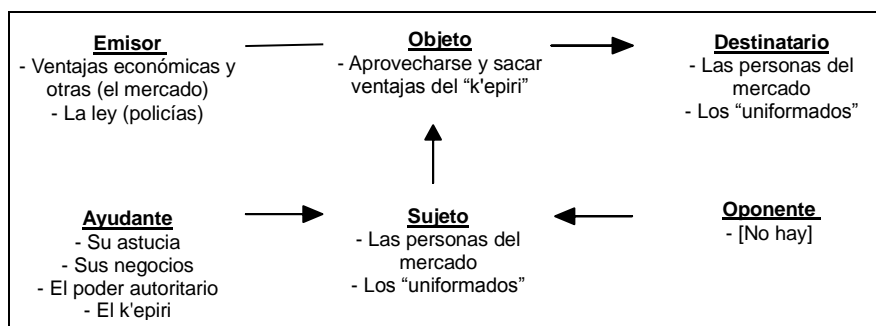 Emisor
- Ventajas económicas y
otras (el mercado)
- La ley (policías)
Objeto
- Aprovecharse y sacar
ventajas del “k'epiri”
Destinatario
- Las personas del
mercado
- Los “uniformados”
Ayudante
- Su astucia
- Sus negocios
- El poder autoritario
- El k'epiri
Sujeto
- Las personas del
mercado
- Los “uniformados”
Oponente
- [No hay]